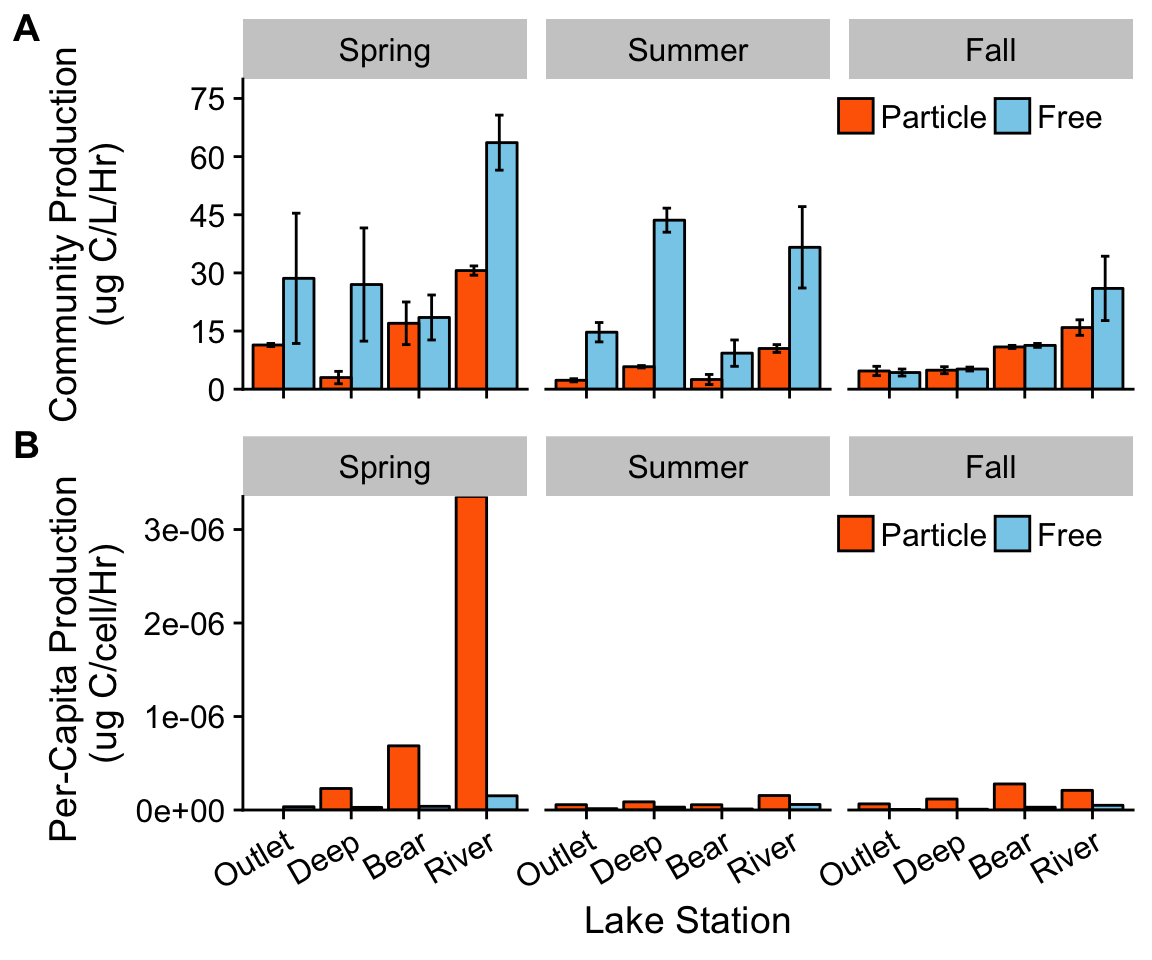 A
Spring Summer Fall
Community Production
(ug C/L/Hr)
75
60
45
30
15
0
Particle Free
B
Spring Summer Fall
Per-Capita Production
(ug C/cell/Hr)
3e-06
2e-06
1e-06
0e+00
Particle Free
Outlet Deep Bear River Outlet Deep Bear River Outlet Deep Bear River
Lake Station